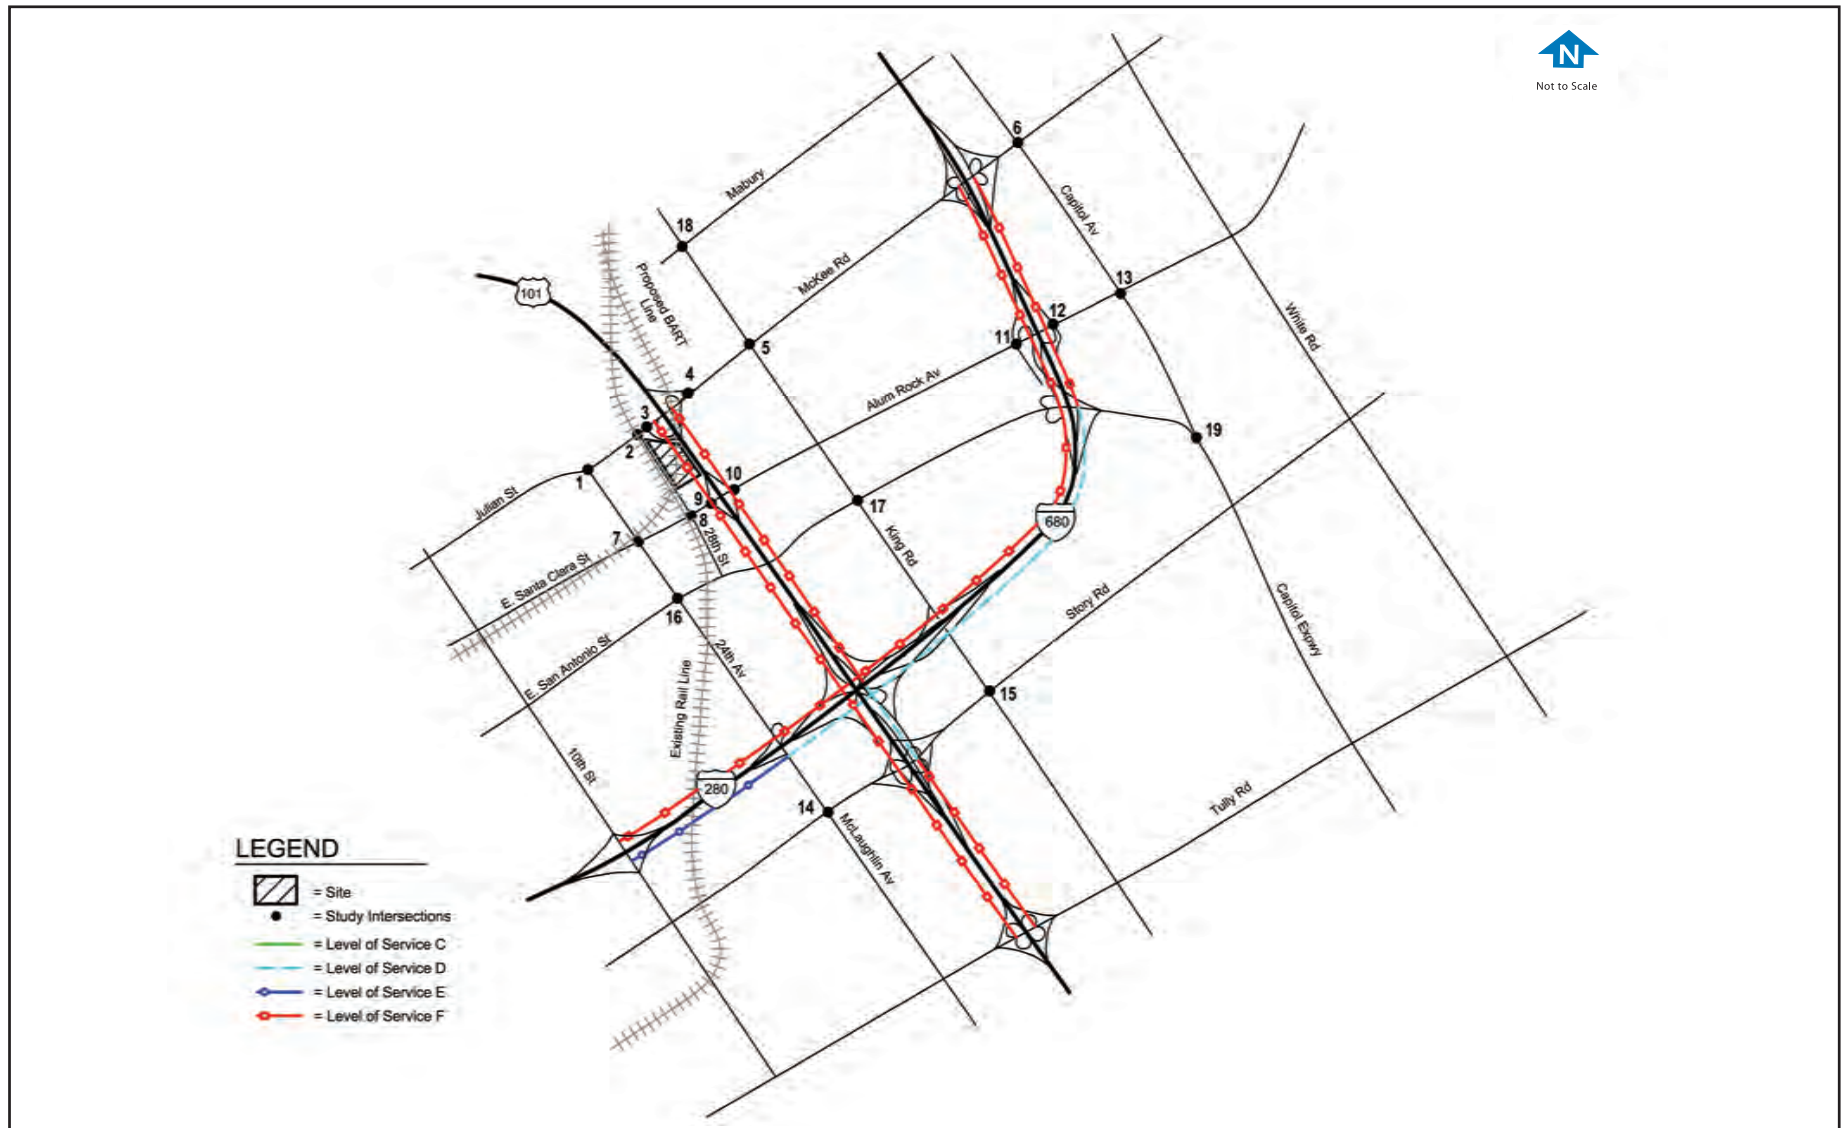 N
Not to Scale
6
Mabury
Capitol Av
18
McKee Rd
13
101
Proposed BART
Line
12
White Rd
11
5
4
Alum Rock Av
3
19
2
10
1
9
17
Julian St
8
680
7
28th St
King Rd
E. Santa Clara St
Story Rd
Capitol Expwy
16
E. San Antonio St
24th Av
15
Existing Rail Line
10th St
280
Tully Rd
14
McLaughlin Av
LEGEND
= Site
= Study Intersections
= Level of Service C
= Level of Service D
= Level of Service E
= Level of Service F